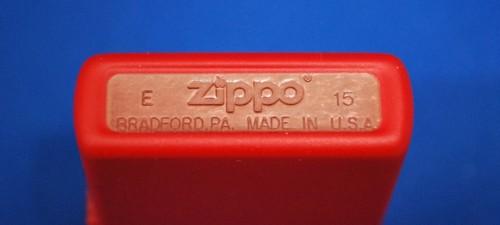 E Zippo® 15
BRADFORD, PA. MADE IN U.S.A.